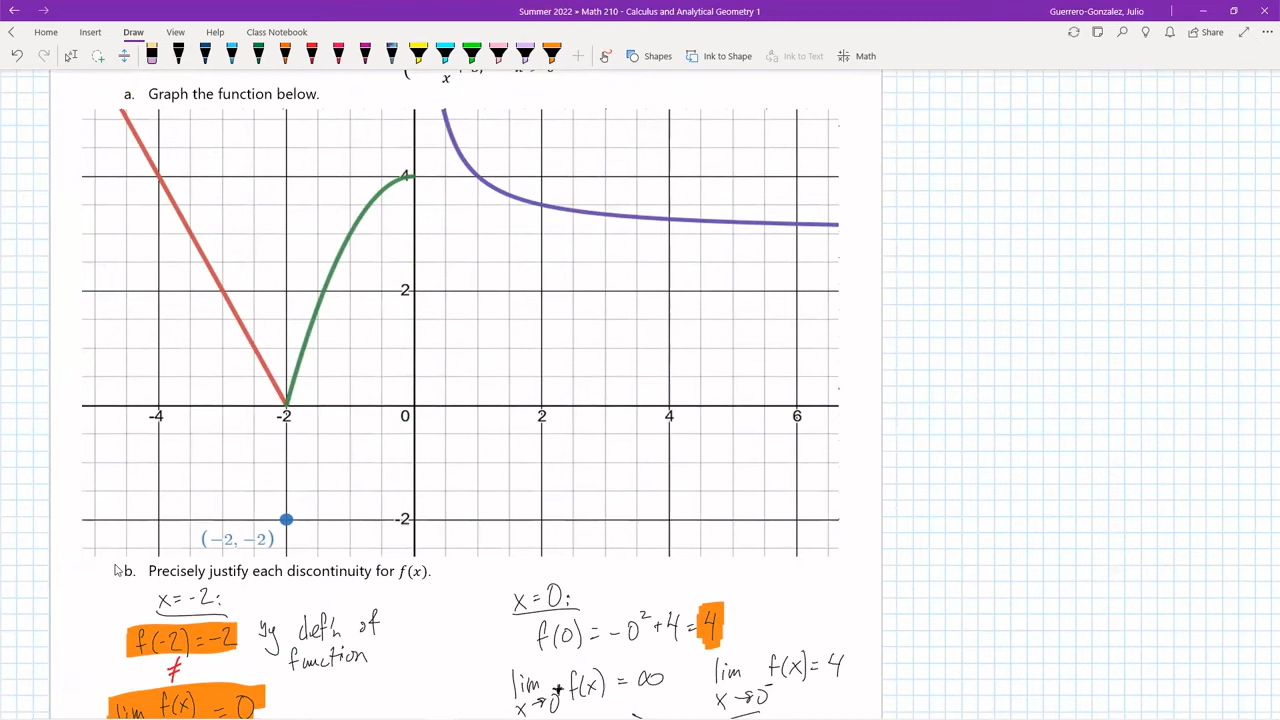 Summer 2022 » Math 210 - Calculus and Analytical Geometry 1
Guerrero-Gonzalez, Julio
Home Insert Draw View Help Class Notebook
Share
Shapes Ink to Shape Ink to Text Math
x
a. Graph the function below.
4
2
-4 -2 0 2 4 6
-2
(−2, −2)
b. Precisely justify each discontinuity for f(x).
x=-2:
f(-2)=-2
≠
lim f(x) = 0
yy defn of
function
x=0:
f(0)=-0²+4=4
lim f(x) = ∞
x→0⁺
lim f(x)=4
x→0⁻